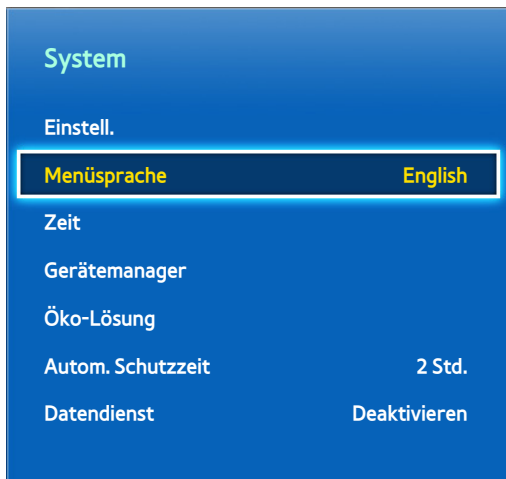 System
Einstell.
Menüsprache English
Zeit
Gerätemanager
Öko-Lösung
Autom. Schutzzeit 2 Std.
Datendienst Deaktivieren